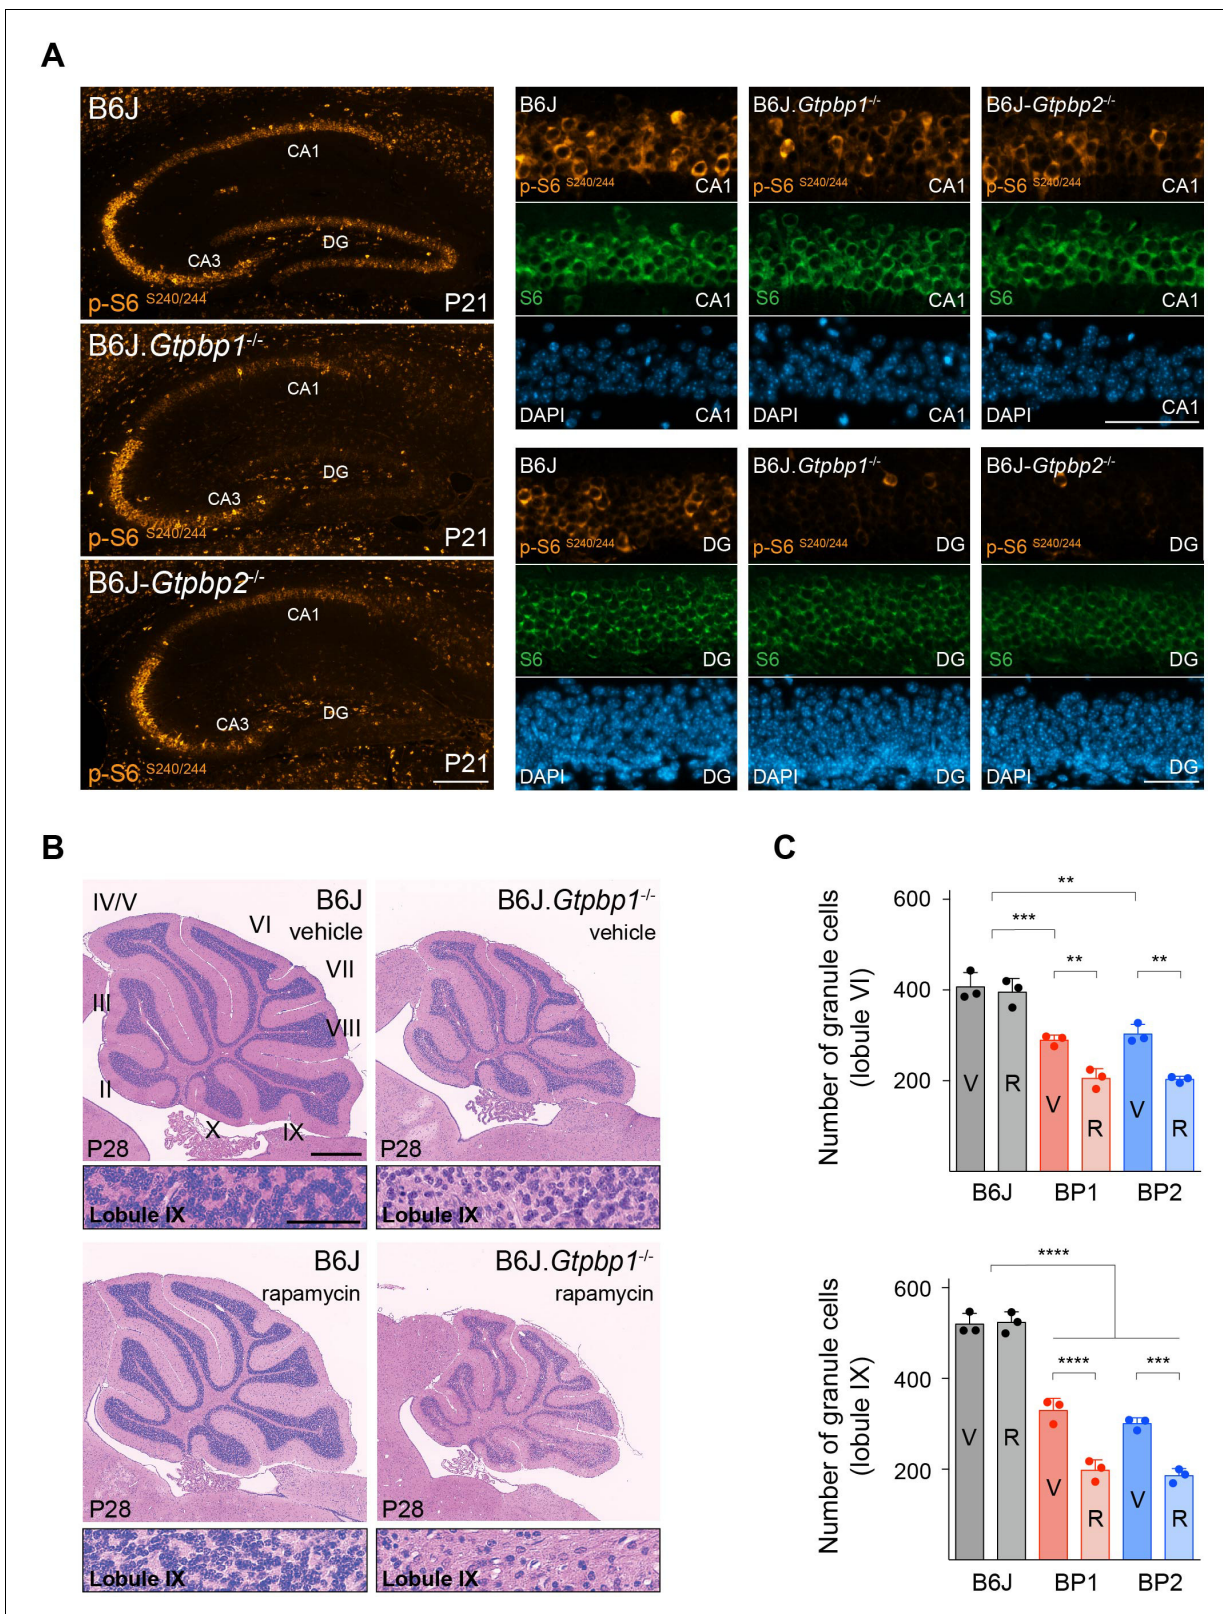 A
B6J
CA1
DG
CA3
p-S6 S240/244
P21
B6J.Gtpbp1-/-
CA1
DG
CA3
p-S6 S240/244
P21
B6J-Gtpbp2-/-
CA1
DG
CA3
p-S6 S240/244
P21
B6J
B6J.Gtpbp1-/-
B6J-Gtpbp2-/-
p-S6 S240/244
CA1
p-S6 S240/244
CA1
p-S6 S240/244
CA1
S6
CA1
S6
CA1
S6
CA1
DAPI
CA1
DAPI
CA1
DAPI
CA1
B6J
B6J.Gtpbp1-/-
B6J-Gtpbp2-/-
p-S6 S240/244
DG
p-S6 S240/244
DG
p-S6 S240/244
DG
S6
DG
S6
DG
S6
DG
DAPI
DG
DAPI
DG
DAPI
DG
B
IV/V
B6J
vehicle
VI
VII
III
VIII
II
X
IX
P28
Lobule IX
B6J.Gtpbp1-/-
vehicle
Lobule IX
B6J
rapamycin
P28
Lobule IX
B6J.Gtpbp1-/-
rapamycin
P28
Lobule IX
C
Number of granule cells
(lobule VI)
600
400
200
**
***
**
**
V
R
V
R
V
R
B6J
BP1
BP2
Number of granule cells
(lobule IX)
600
400
200
****
****
***
V
R
V
R
V
R
B6J
BP1
BP2